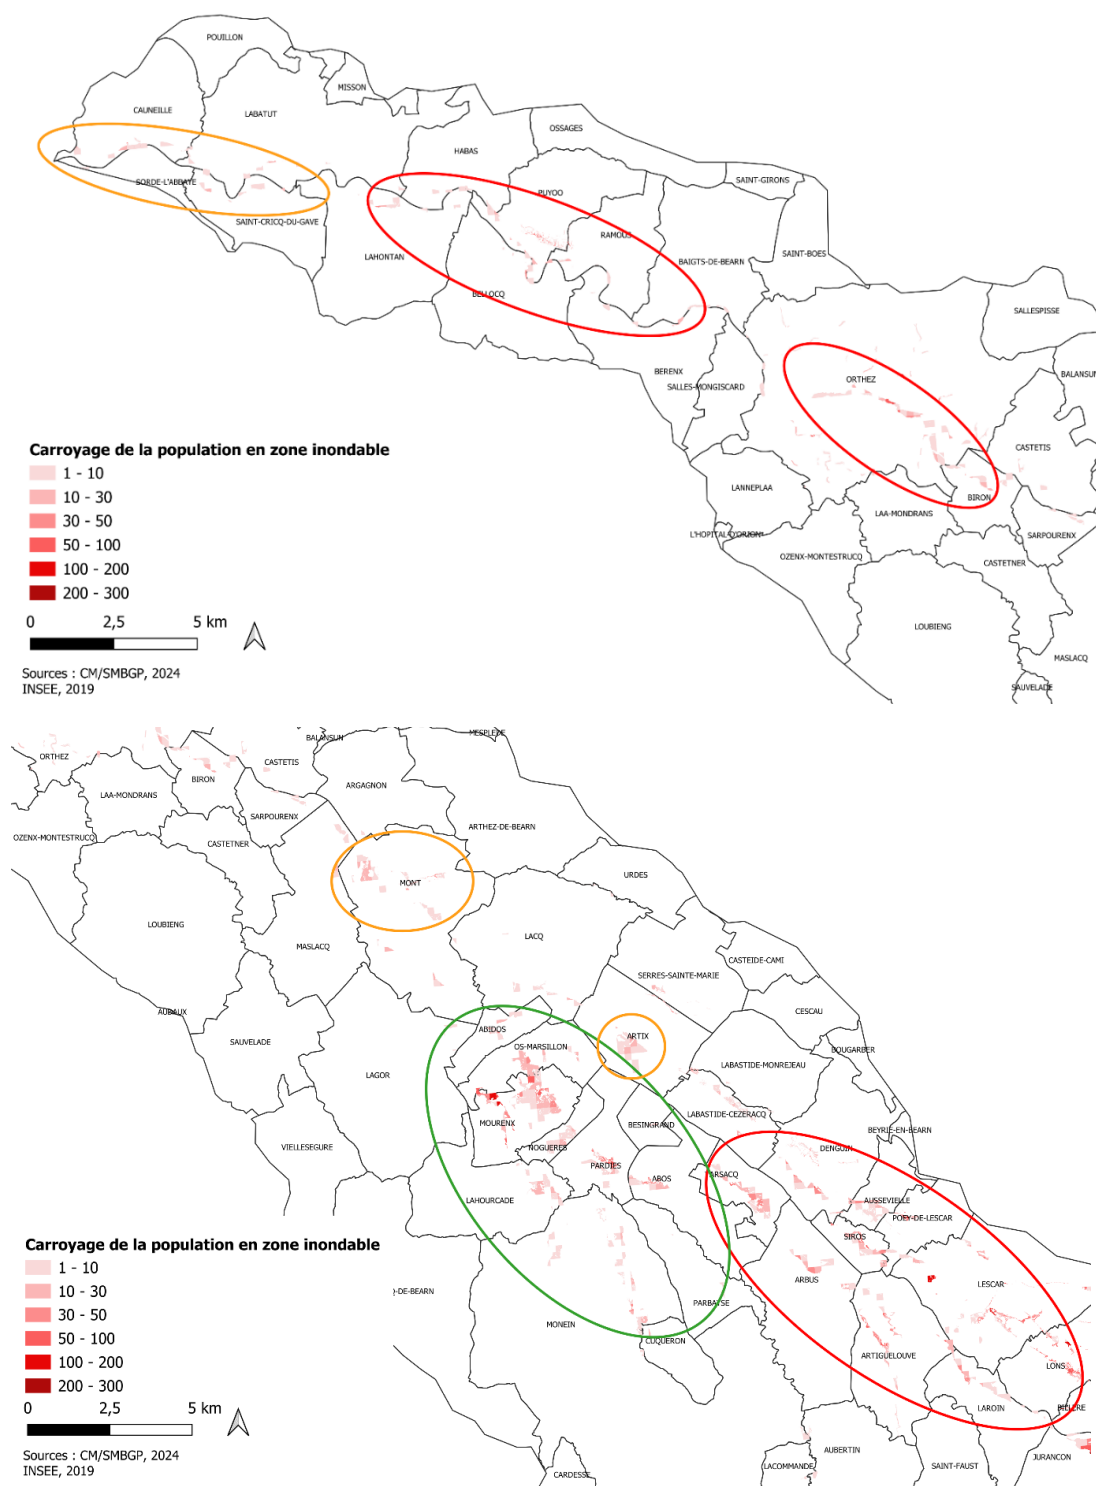 POUILLON
MISSON
CAUNEILLE
LABATUT
OSSAGES
HABAS
SORDE-L'ABBAYE
SAINT-GIRONS
PUYOO
SAINT-CRICQ-DU-GAVE
RAMOUS
LAHONTAN
BAIGTS-DE-BEARN
SAINT-BOES
BELLOCQ
SALLESPISSE
BERENX
BALANSUN
ORTHEZ
SALLES-MONGISCARD
CASTETIS
Carroyage de la population en zone inondable
1 - 10
10 - 30
30 - 50
50 - 100
100 - 200
200 - 300
0 2,5 5 km
Sources : CM/SMBGP, 2024
INSEE, 2019
LANNEPLAA
BIRON
LAA-MONDRANS
L'HOPITAL-D'ORION
SARPOURENX
OZENX-MONTESTRUCQ
CASTETNER
LOUBIENG
MASLACQ
SAUVELADE
MESPLEDE
BALANSUN
ORTHEZ
CASTETIS
BIRON
ARGAGNON
LAA-MONDRANS
SARPOURENX
ARTHEZ-DE-BEARN
OZENX-MONTESTRUCQ
CASTETNER
URDES
MONT
LOUBIENG
LACQ
MASLACQ
CASTEIDE-CAMI
SERRES-SAINTE-MARIE
AUBAUX
CESCAU
ABIDOS
ARTIX
SAUVELADE
OS-MARSILLON
BOUGARBER
LABASTIDE-MONREJEAU
LAGOR
LABASTIDE-CEZERACQ
MOURENX
BESINGRAND
BEYRIE-EN-BEARN
VIELLESEGURE
NOGUERES
DENGUIN
PARDIES
TARSACQ
ABOS
LAHOURCADE
AUSSEVIELLE
POEY-DE-LESCAR
SIROS
Carroyage de la population en zone inondable
1 - 10
10 - 30
30 - 50
50 - 100
100 - 200
200 - 300
0 2,5 5 km
Sources : CM/SMBGP, 2024
INSEE, 2019
ARBUS
LESCAR
-DE-BEARN
PARBAYSE
MONEIN
CUQUERON
ARTIGUELOUVE
LONS
LAROIN
BILLERE
AUBERTIN
JURANCON
LACOMMANDE
SAINT-FAUST
CARDESSE